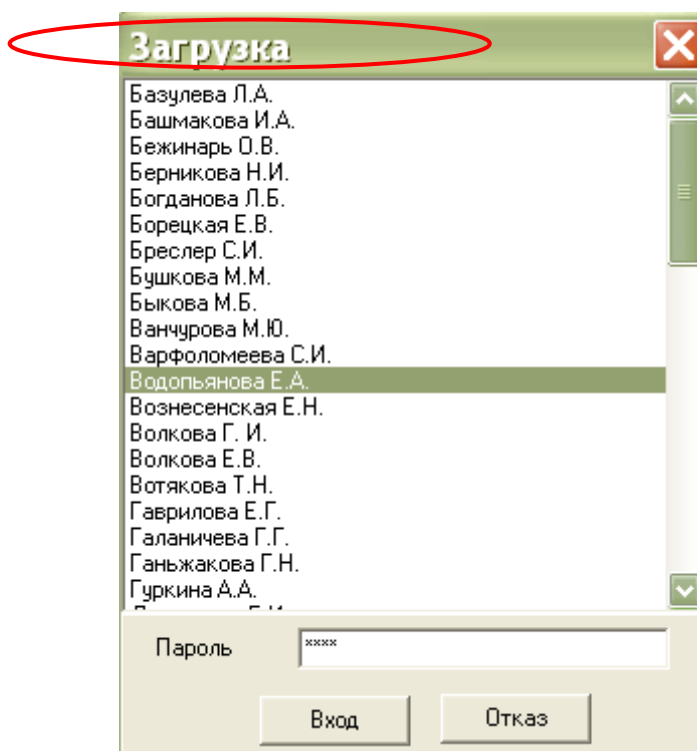 Загрузка
Базулева Л.А.
Башмакова И.А.
Бежинарь О.В.
Берникова Н.И.
Богданова Л.Б.
Борецкая Е.В.
Бреслер С.И.
Бушкова М.М.
Быкова М.Б.
Ванчурова М.Ю.
Варфоломеева С.И.
Водопьянова Е.А.
Вознесенская Е.Н.
Волкова Г. И.
Волкова Е.В.
Вотякова Т.Н.
Гаврилова Е.Г.
Галаничева Г.Г.
Ганьжакова Г.Н.
Гуркина А.А.
Пароль ××××
Вход Отказ